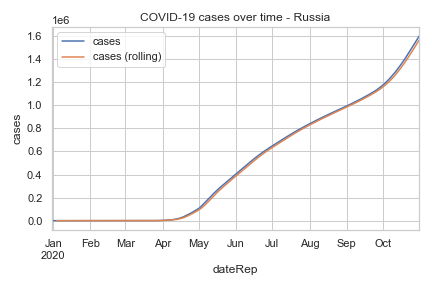 COVID-19 cases over time - Russia
1e6
cases
cases (rolling)
1.6
1.4
1.2
1.0
0.8
0.6
0.4
0.2
0.0
cases
Jan Feb Mar Apr May Jun Jul Aug Sep Oct
2020
dateRep